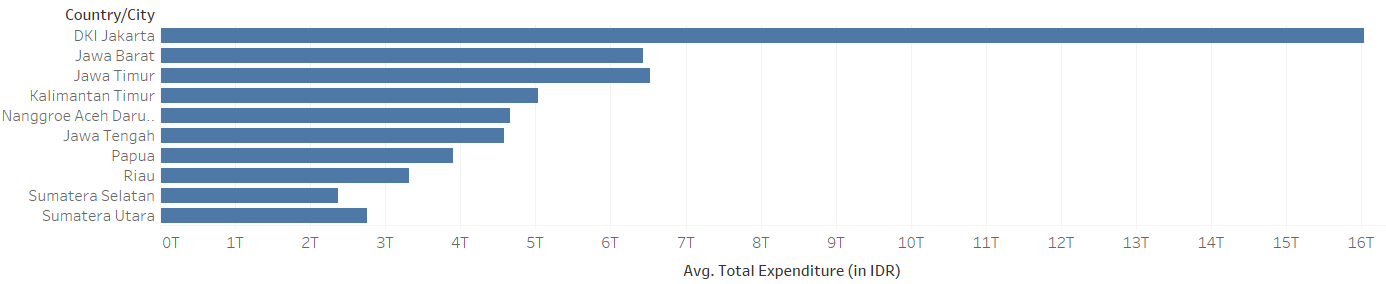 Country/City
DKI Jakarta
Jawa Barat
Jawa Timur
Kalimantan Timur
Nanggroe Aceh Daru..
Jawa Tengah
Papua
Riau
Sumatera Selatan
Sumatera Utara
0T 1T 2T 3T 4T 5T 6T 7T 8T 9T 10T 11T 12T 13T 14T 15T 16T
Avg. Total Expenditure (in IDR)